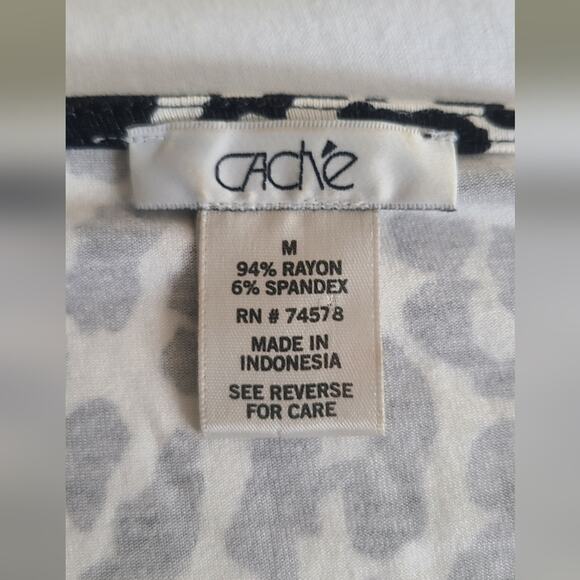 CACHÉ
M
94% RAYON
6% SPANDEX
RN # 74578
MADE IN
INDONESIA
SEE REVERSE
FOR CARE